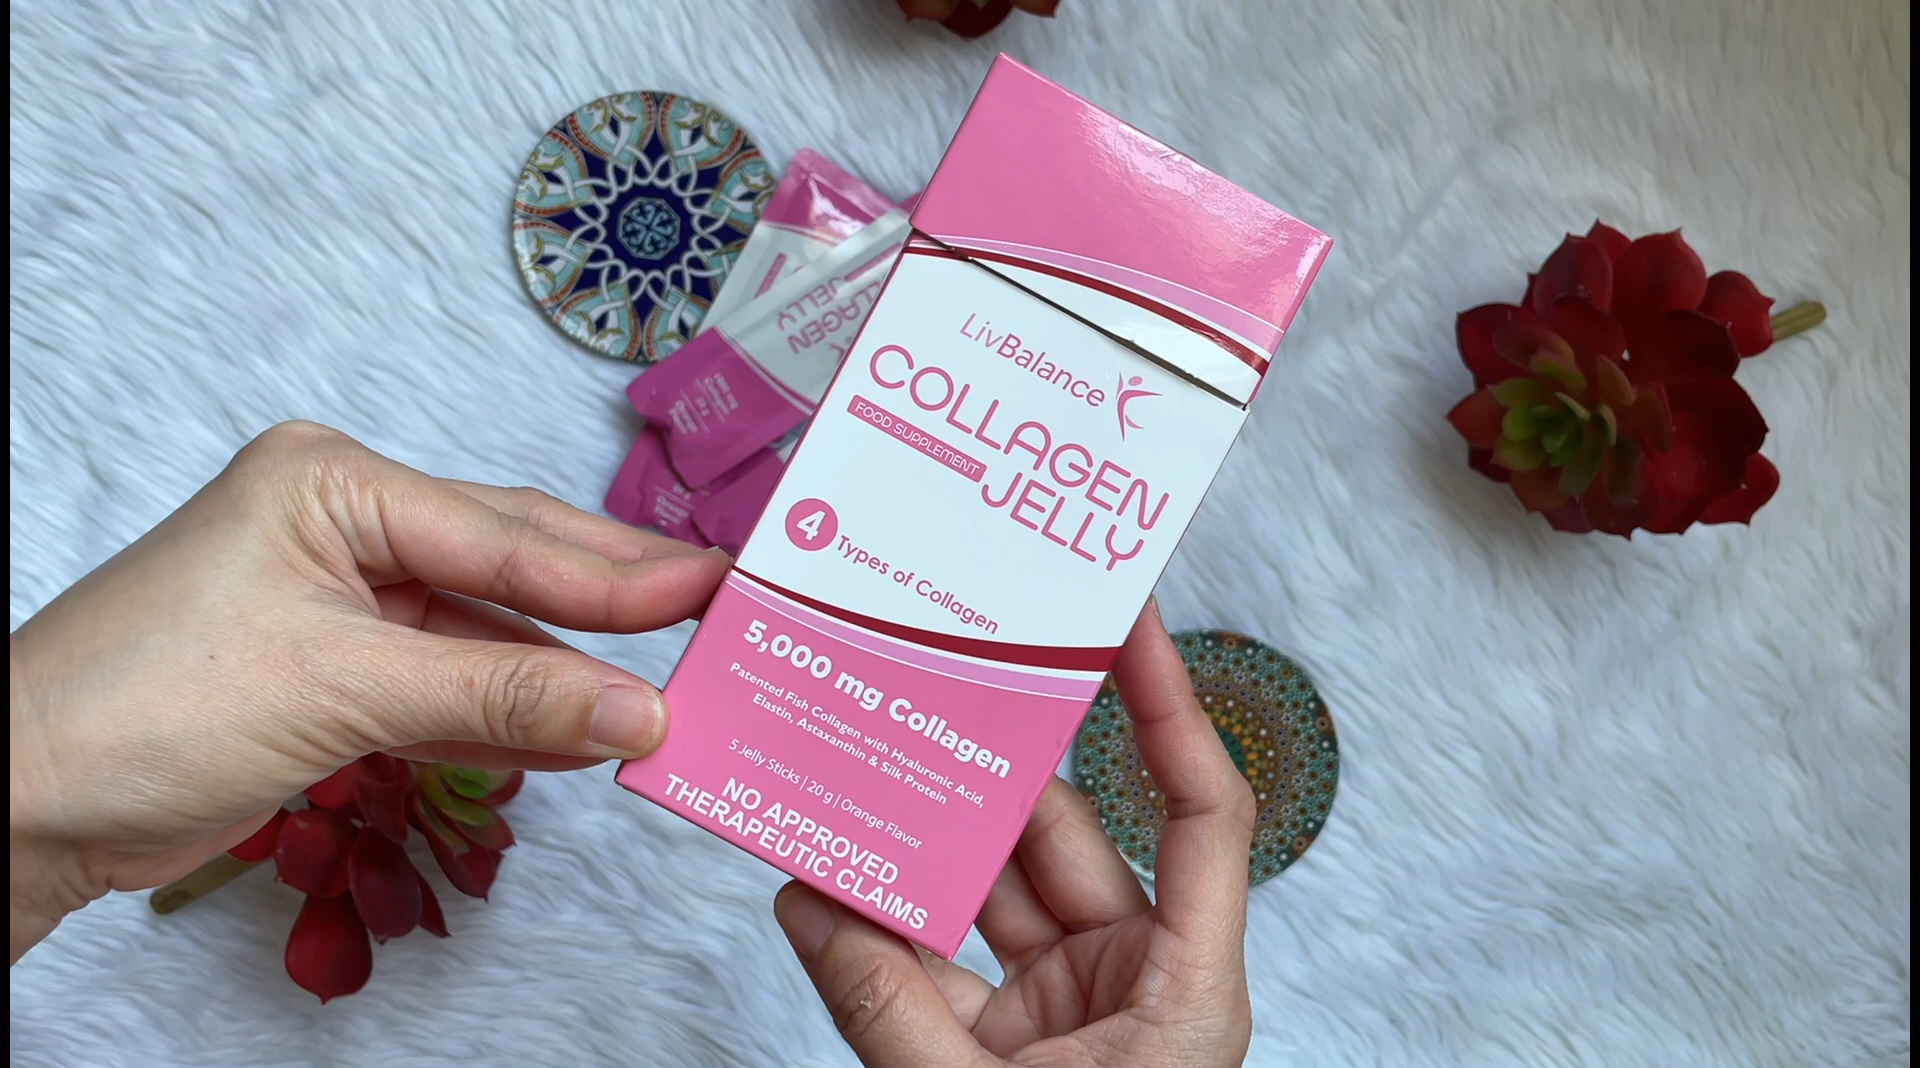 LivBalance
COLLAGEN
FOOD SUPPLEMENT
JELLY
4 Types of Collagen
5,000 mg Collagen
Patented Fish Collagen with Hyaluronic Acid,
Elastin, Astaxanthin & Silk Protein
5 Jelly Sticks | 20 g | Orange Flavor
NO APPROVED
THERAPEUTIC CLAIMS
COLLAGEN
JELLY